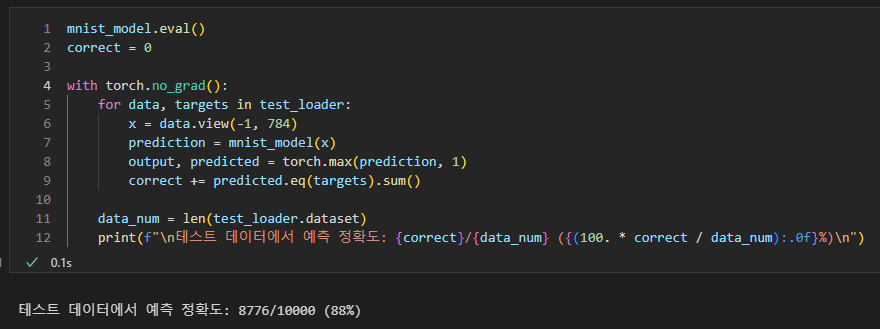 1 mnist_model.eval()
2 correct = 0
3
4 with torch.no_grad():
5     for data, targets in test_loader:
6         x = data.view(-1, 784)
7         prediction = mnist_model(x)
8         output, predicted = torch.max(prediction, 1)
9         correct += predicted.eq(targets).sum()
10
11     data_num = len(test_loader.dataset)
12     print(f"\n테스트 데이터에서 예측 정확도: {correct}/{data_num} ({(100. * correct / data_num):.0f}%)\n")
✓ 0.1s
테스트 데이터에서 예측 정확도: 8776/10000 (88%)